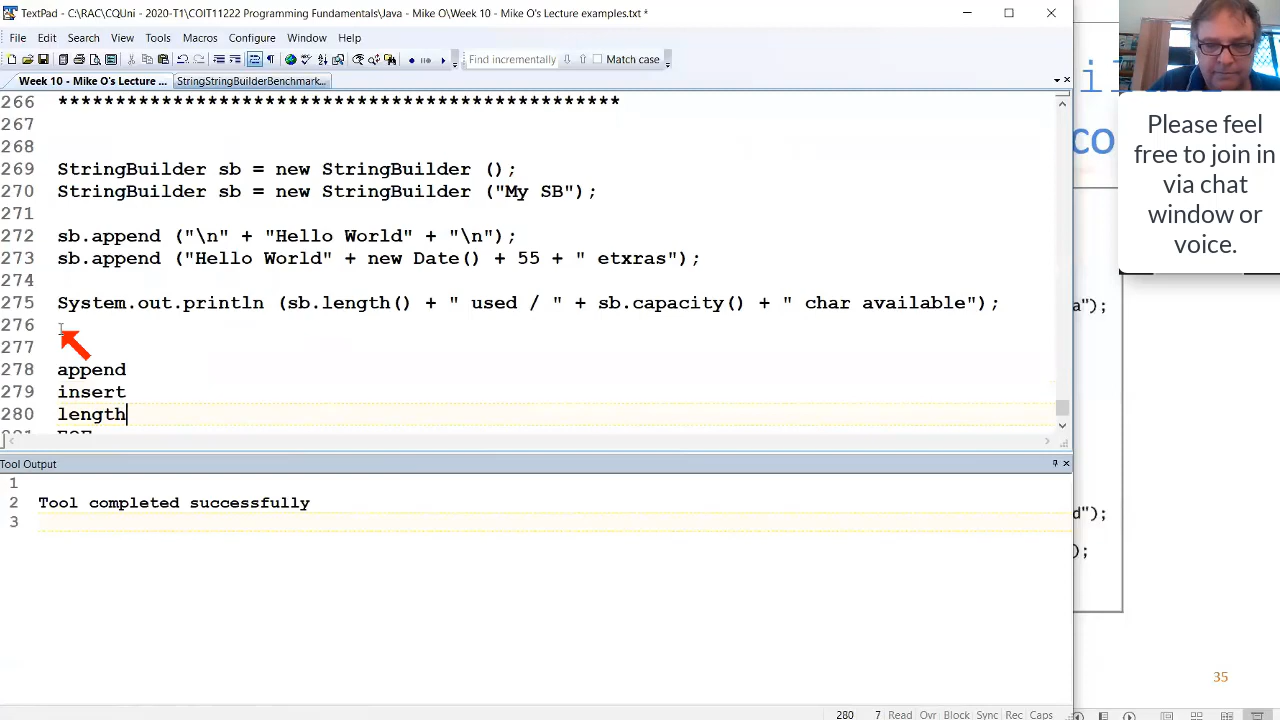 TextPad - C:\RAC\CQUni - 2020-T1\COIT11222 Programming Fundamentals\Java - Mike O\Week 10 - Mike O's Lecture examples.txt *
File Edit Search View Tools Macros Configure Window Help
Find incrementally Match case
Week 10 - Mike O's Lecture ... StringStringBuilderBenchmark...
266 *************************************************
267
268
269 StringBuilder sb = new StringBuilder ();
270 StringBuilder sb = new StringBuilder ("My SB");
271
272 sb.append ("\n" + "Hello World" + "\n");
273 sb.append ("Hello World" + new Date() + 55 + " etxras");
274
275 System.out.println (sb.length() + " used / " + sb.capacity() + " char available");
276
277
278 append
279 insert
280 length
Tool Output
1
2 Tool completed successfully
3
280 7 Read Ovr Block Sync Rec Caps
Please feel
free to join in
via chat
window or
voice.
co
a");
d");
);
35